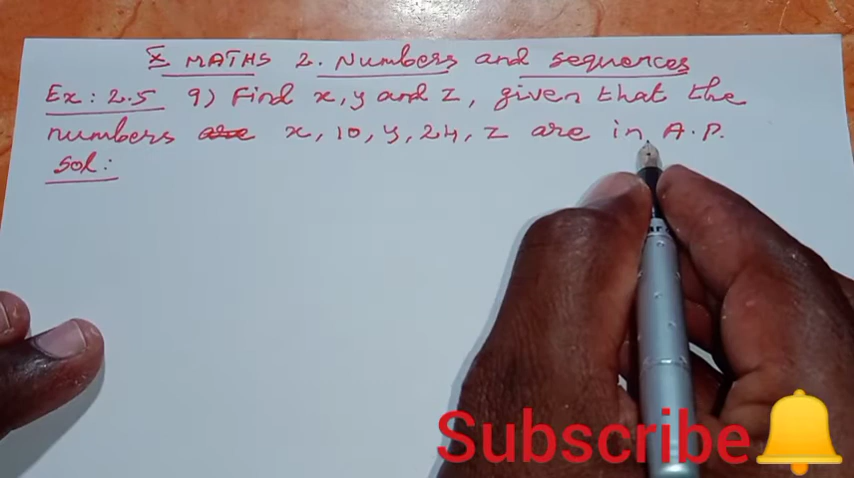 X MATHS 2. Numbers and sequences
Ex: 2.5 9) Find x, y and z, given that the
numbers are x, 10, y, 24, z are in A.P.
Sol:
Subscribe